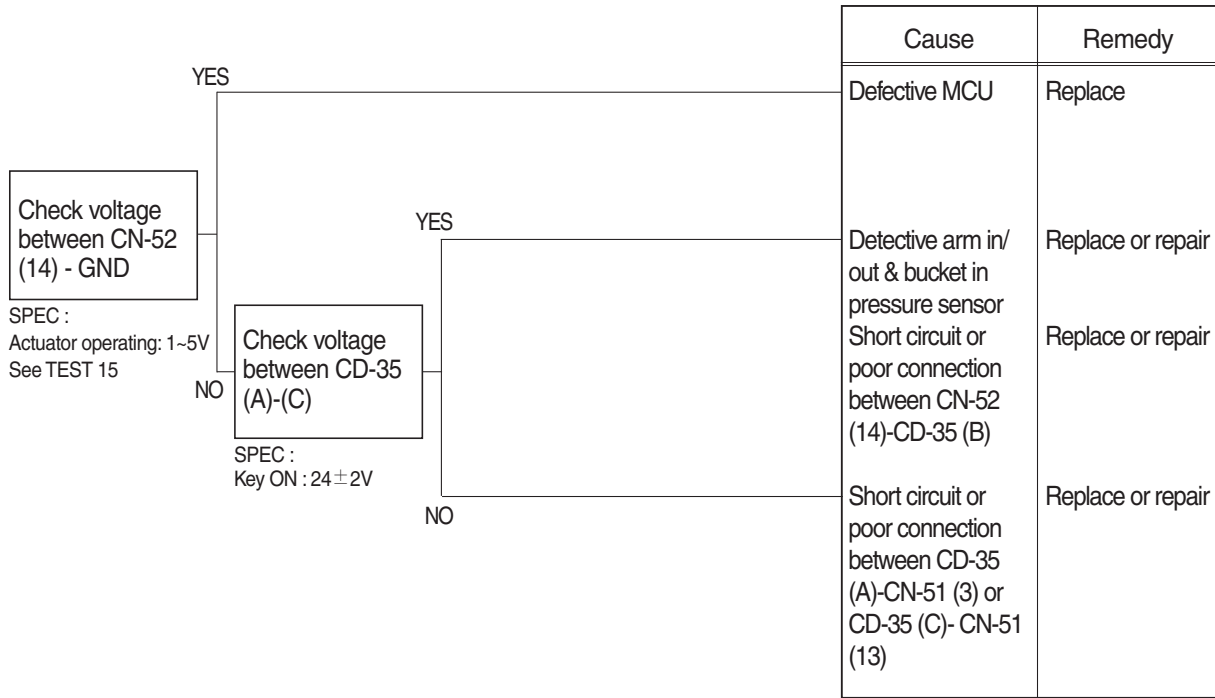 Cause
Remedy
YES
Defective MCU
Replace
Check voltage
between CN-52
(14) - GND
SPEC :
Actuator operating: 1~5V
See TEST 15
YES
Detective arm in/
out & bucket in
pressure sensor
Replace or repair
Short circuit or
poor connection
between CN-52
(14)-CD-35 (B)
Replace or repair
NO
Check voltage
between CD-35
(A)-(C)
SPEC :
Key ON : 24±2V
NO
Short circuit or
poor connection
between CD-35
(A)-CN-51 (3) or
CD-35 (C)- CN-51
(13)
Replace or repair